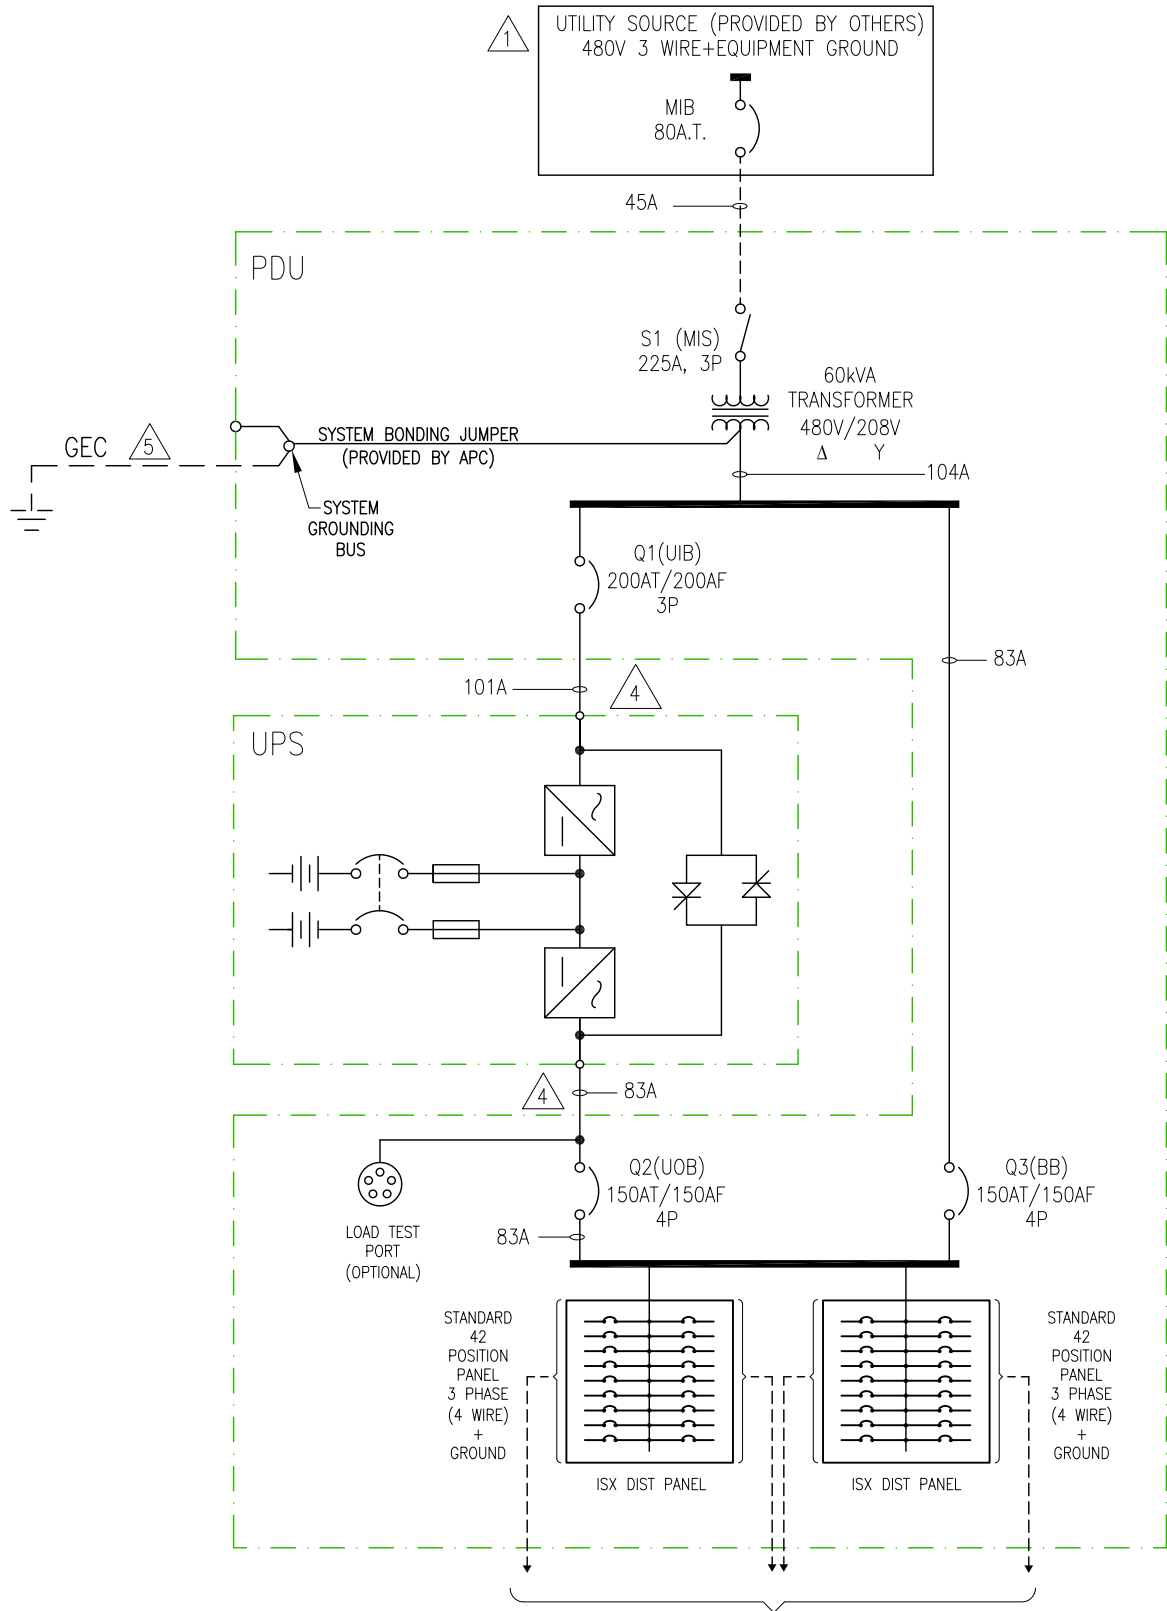 UTILITY SOURCE (PROVIDED BY OTHERS)
480V 3 WIRE+EQUIPMENT GROUND
1
MIB
80A.T.
45A
PDU
S1 (MIS)
225A, 3P
60kVA
TRANSFORMER
480V/208V
Δ Y
GEC
5
SYSTEM BONDING JUMPER
(PROVIDED BY APC)
104A
SYSTEM
GROUNDING
BUS
Q1(UIB)
200AT/200AF
3P
83A
101A
4
UPS
4
83A
Q2(UOB)
150AT/150AF
4P
Q3(BB)
150AT/150AF
4P
83A
LOAD TEST
PORT
(OPTIONAL)
STANDARD
42
POSITION
PANEL
3 PHASE
(4 WIRE)
+
GROUND
STANDARD
42
POSITION
PANEL
3 PHASE
(4 WIRE)
+
GROUND
ISX DIST PANEL
ISX DIST PANEL